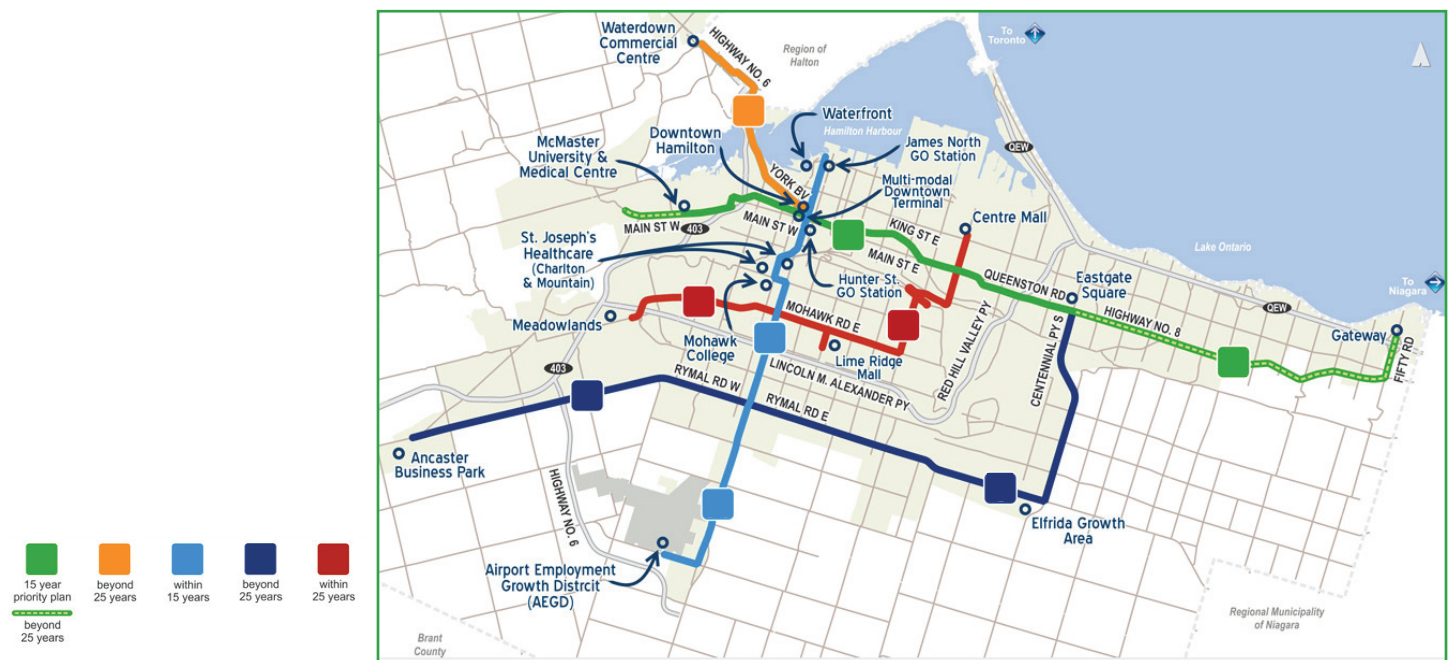 Waterdown
Commercial
Centre
HIGHWAY NO. 6
Region of
Halton
To
Toronto
Waterfront
Hamilton Harbour
Downtown
Hamilton
James North
GO Station
QEW
McMaster
University &
Medical Centre
YORK BV
Multi-modal
Downtown
Terminal
MAIN ST W
403
MAIN ST W
KING ST E
Centre Mall
St. Joseph's
Healthcare
(Charlton
& Mountain)
MAIN ST E
Hunter St.
GO Station
QUEENSTON RD
Eastgate
Square
Lake Ontario
To
Niagara
Meadowlands
MOHAWK RD E
HIGHWAY NO. 8
QEW
Gateway
Mohawk
College
Lime Ridge
Mall
RED HILL VALLEY PY
CENTENNIAL PY S
FIFTY RD
403
RYMAL RD W
LINCOLN M. ALEXANDER PY
RYMAL RD E
Ancaster
Business Park
HIGHWAY NO. 6
Elfrida Growth
Area
Airport Employment
Growth Distrcit
(AEGD)
Brant
County
Regional Municipality
of Niagara
15 year
priority plan
beyond
25 years
within
15 years
beyond
25 years
within
25 years
beyond
25 years